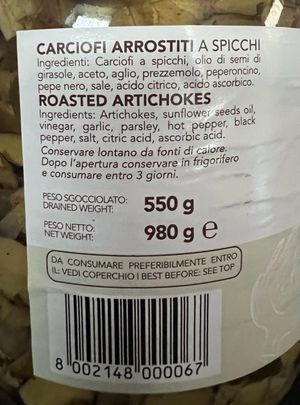 CARCIOFI ARROSTITI A SPICCHI
Ingredienti: Carciofi a spicchi, olio di semi di
girasole, aceto, aglio, prezzemolo, peperoncino,
pepe nero, sale, acido citrico, acido ascorbico.
ROASTED ARTICHOKES
Ingredients: Artichokes, sunflower seeds oil,
vinegar, garlic, parsley, hot pepper, black
pepper, salt, citric acid, ascorbic acid.
Conservare lontano da fonti di calore.
Dopo l'apertura conservare in frigorifero
e consumare entro 3 giorni.
PESO SGOCCIOLATO: 550 g
DRAINED WEIGHT:
PESO NETTO: 980 g e
NET WEIGHT:
DA CONSUMARE PREFERIBILMENTE ENTRO
IL: VEDI COPERCHIO | BEST BEFORE: SEE TOP
8 002148 000067